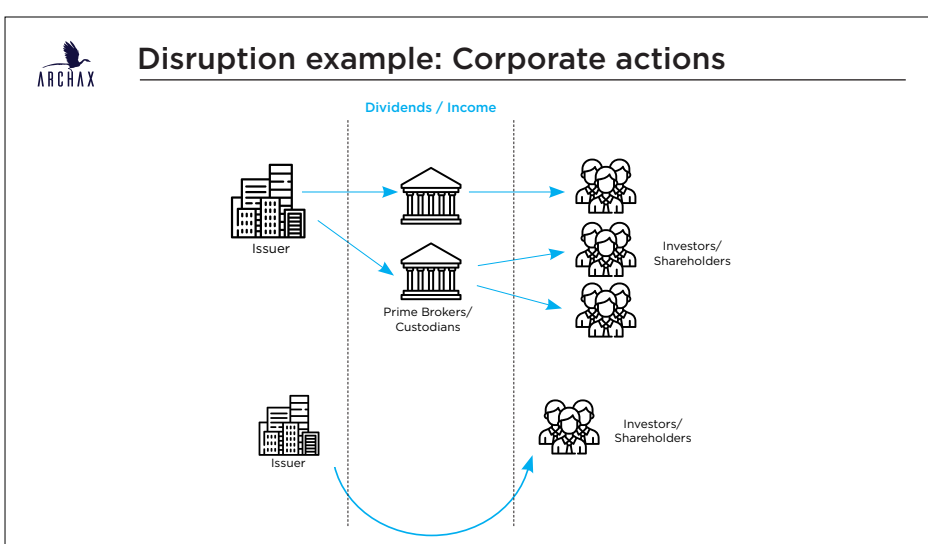 ARCHAX
Disruption example: Corporate actions
Dividends / Income
Issuer
Investors/
Shareholders
Prime Brokers/
Custodians
Investors/
Shareholders
Issuer